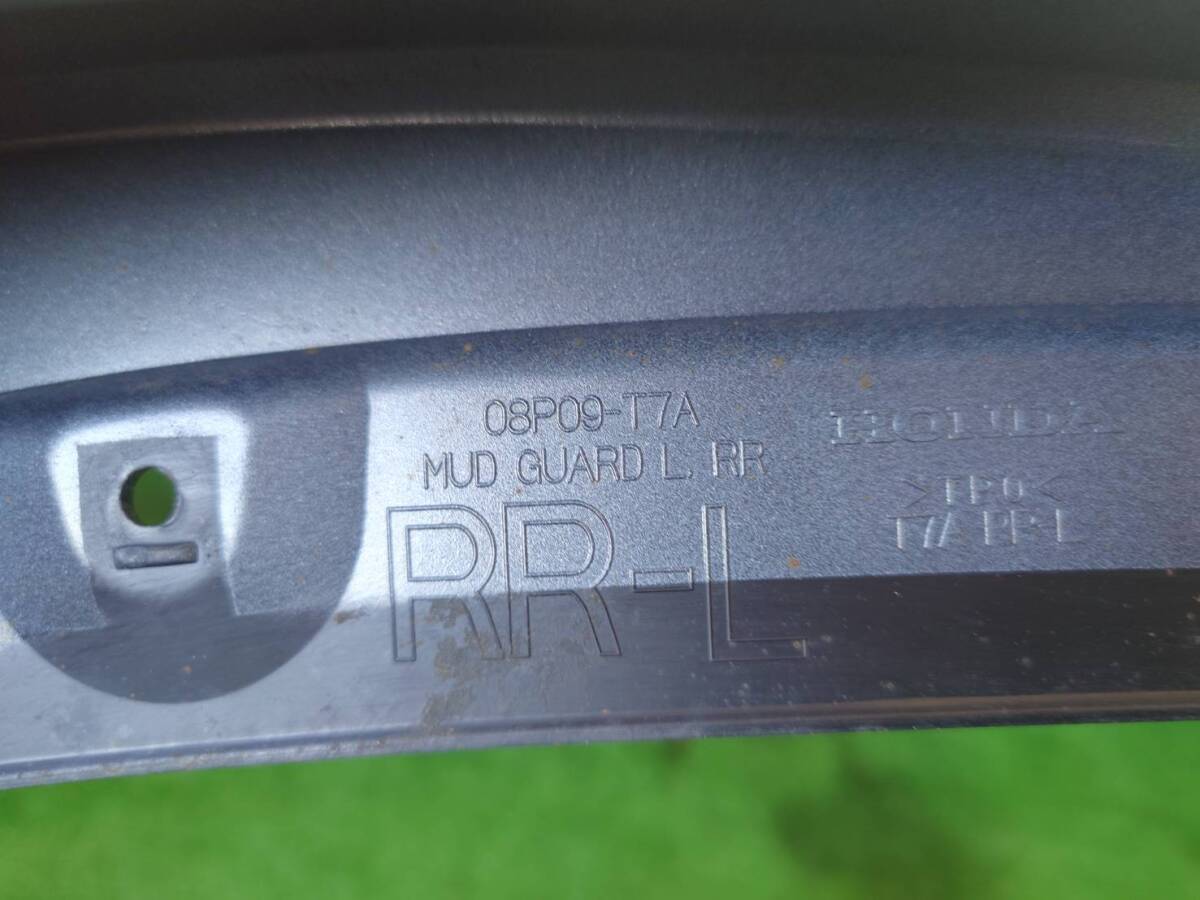 08P09-T7A
MUD GUARD L. RR
RR-L
HONDA
>TPO<
T7A RR L